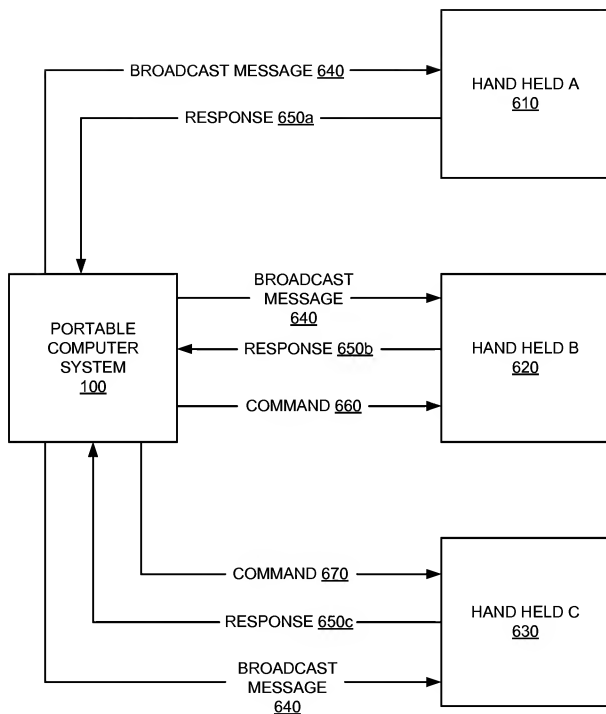 BROADCAST MESSAGE 640
HAND HELD A
610
RESPONSE 650a
BROADCAST
MESSAGE
640
PORTABLE
COMPUTER
SYSTEM
100
RESPONSE 650b
HAND HELD B
620
COMMAND 660
COMMAND 670
RESPONSE 650c
HAND HELD C
630
BROADCAST
MESSAGE
640